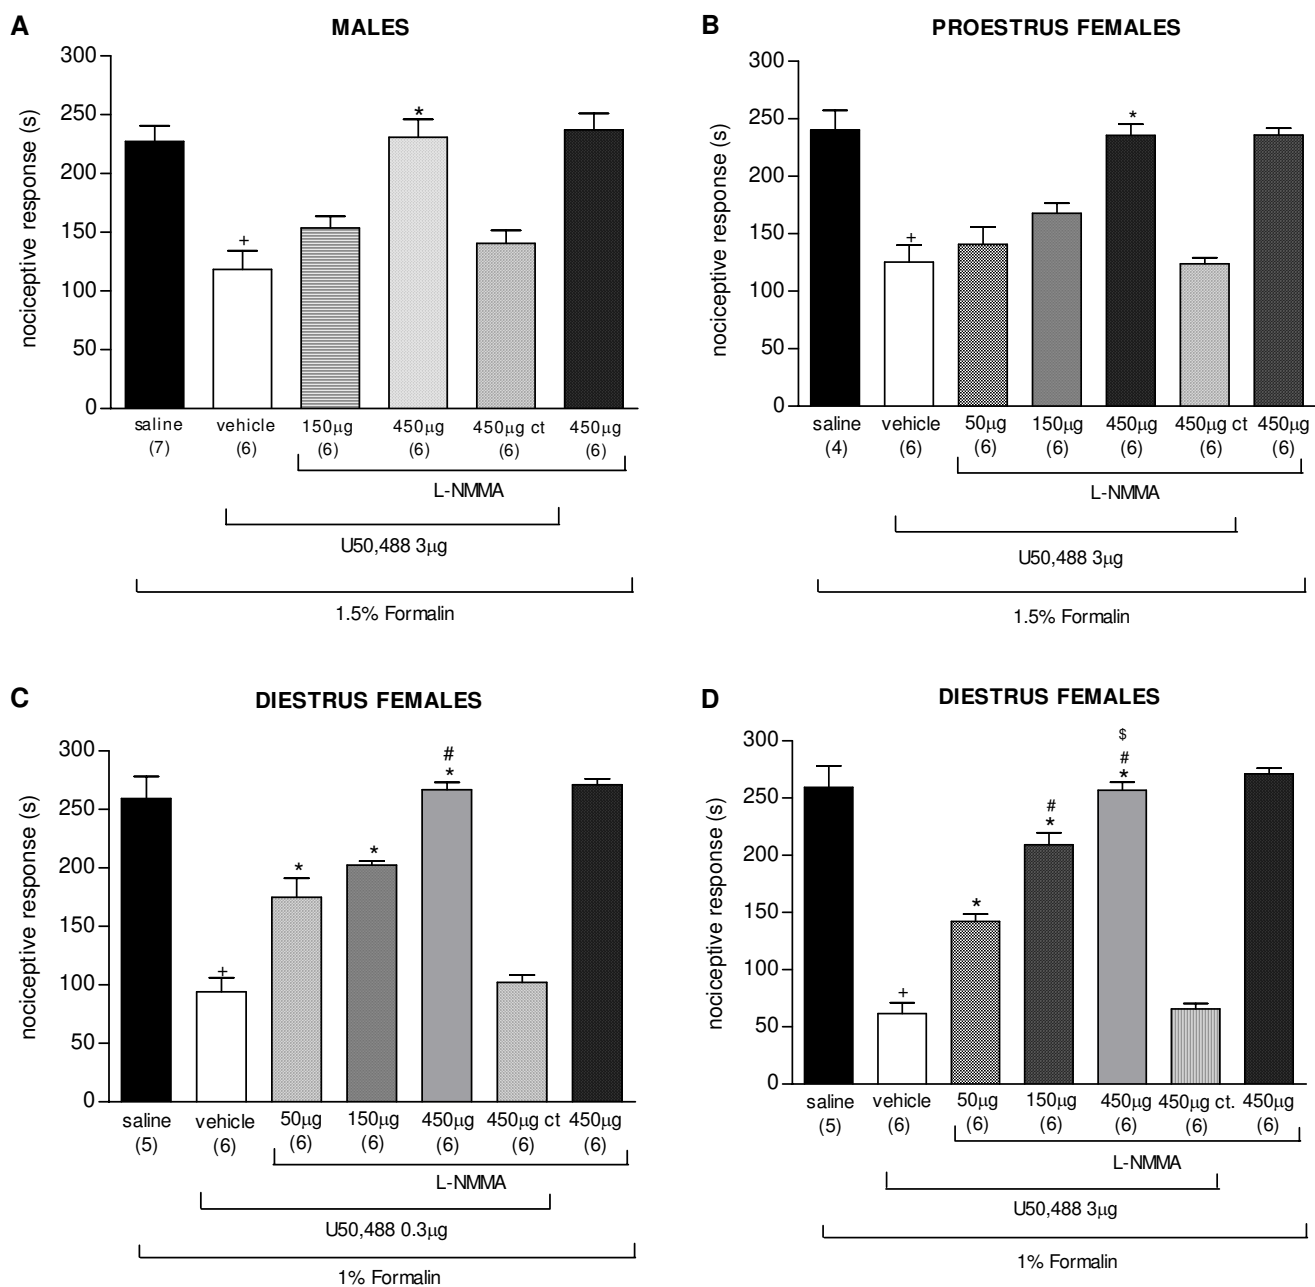 A
MALES
nociceptive response (s)
300
250
200
150
100
50
0
+
*
saline vehicle 150µg 450µg 450µg ct 450µg
(7) (6) (6) (6) (6) (6)
L-NMMA
U50,488 3µg
1.5% Formalin
B
PROESTRUS FEMALES
nociceptive response (s)
300
250
200
150
100
50
0
+
*
saline vehicle 50µg 150µg 450µg 450µg ct 450µg
(4) (6) (6) (6) (6) (6) (6)
L-NMMA
U50,488 3µg
1.5% Formalin
C
DIESTRUS FEMALES
nociceptive response (s)
300
250
200
150
100
50
0
+
*
*
#
*
saline vehicle 50µg 150µg 450µg 450µg ct 450µg
(5) (6) (6) (6) (6) (6) (6)
L-NMMA
U50,488 0.3µg
1% Formalin
D
DIESTRUS FEMALES
nociceptive response (s)
300
250
200
150
100
50
0
+
*
#
*
$
#
*
saline vehicle 50µg 150µg 450µg 450µg ct. 450µg
(5) (6) (6) (6) (6) (6) (6)
L-NMMA
U50,488 3µg
1% Formalin